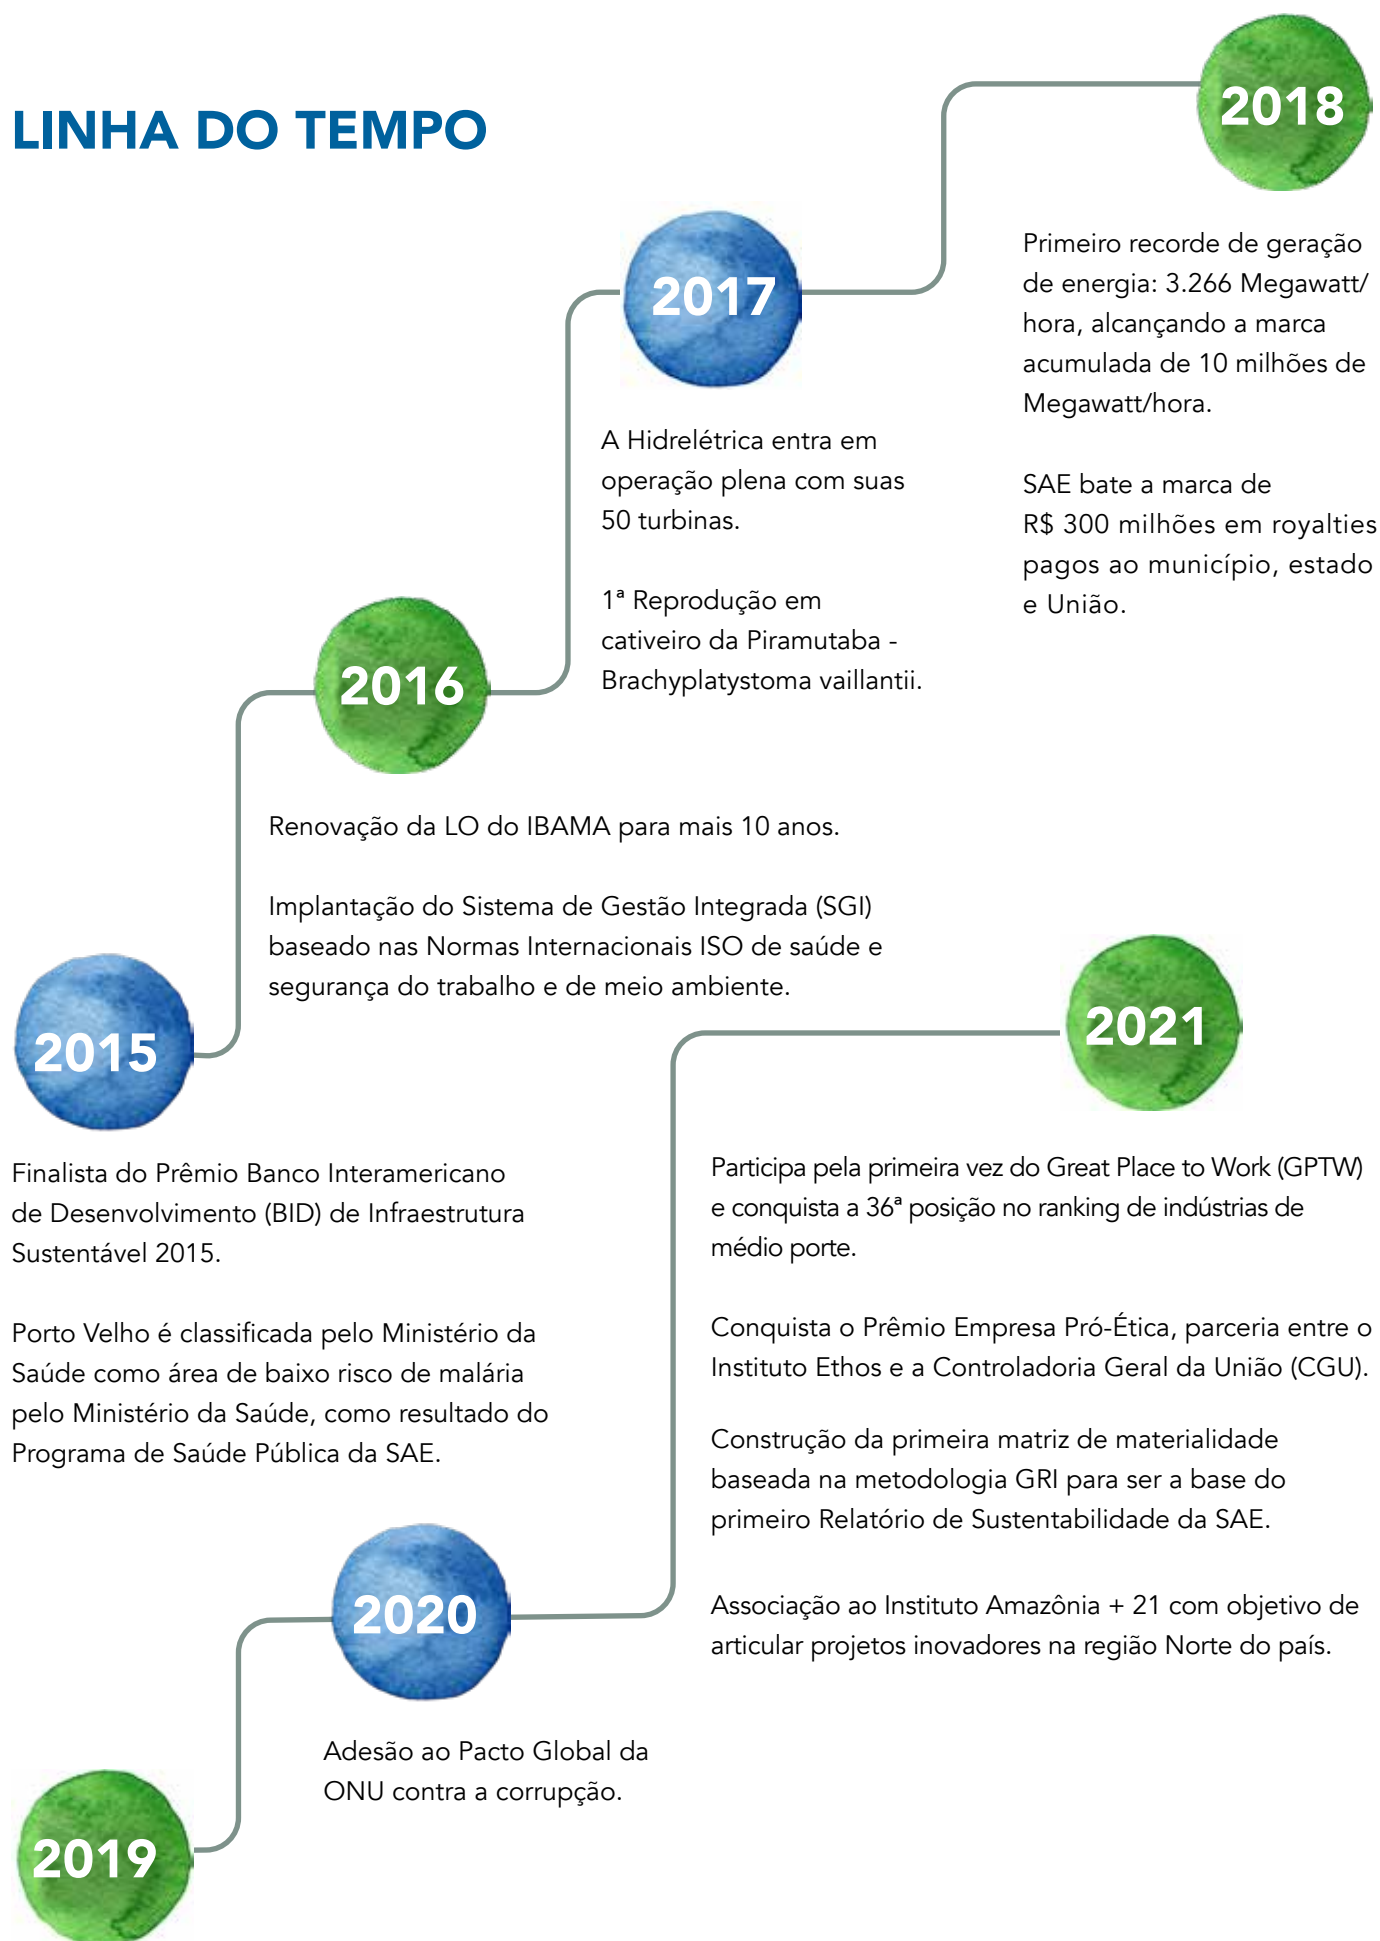 LINHA DO TEMPO
2015
Finalista do Prêmio Banco Interamericano
de Desenvolvimento (BID) de Infraestrutura
Sustentável 2015.
Porto Velho é classificada pelo Ministério da
Saúde como área de baixo risco de malária
pelo Ministério da Saúde, como resultado do
Programa de Saúde Pública da SAE.
2016
Renovação da LO do IBAMA para mais 10 anos.
Implantação do Sistema de Gestão Integrada (SGI)
baseado nas Normas Internacionais ISO de saúde e
segurança do trabalho e de meio ambiente.
2017
A Hidrelétrica entra em
operação plena com suas
50 turbinas.
1ª Reprodução em
cativeiro da Piramutaba -
Brachyplatystoma vaillantii.
2018
Primeiro recorde de geração
de energia: 3.266 Megawatt/
hora, alcançando a marca
acumulada de 10 milhões de
Megawatt/hora.
SAE bate a marca de
R$ 300 milhões em royalties
pagos ao município, estado
e União.
2019
2020
Adesão ao Pacto Global da
ONU contra a corrupção.
2021
Participa pela primeira vez do Great Place to Work (GPTW)
e conquista a 36ª posição no ranking de indústrias de
médio porte.
Conquista o Prêmio Empresa Pró-Ética, parceria entre o
Instituto Ethos e a Controladoria Geral da União (CGU).
Construção da primeira matriz de materialidade
baseada na metodologia GRI para ser a base do
primeiro Relatório de Sustentabilidade da SAE.
Associação ao Instituto Amazônia + 21 com objetivo de
articular projetos inovadores na região Norte do país.